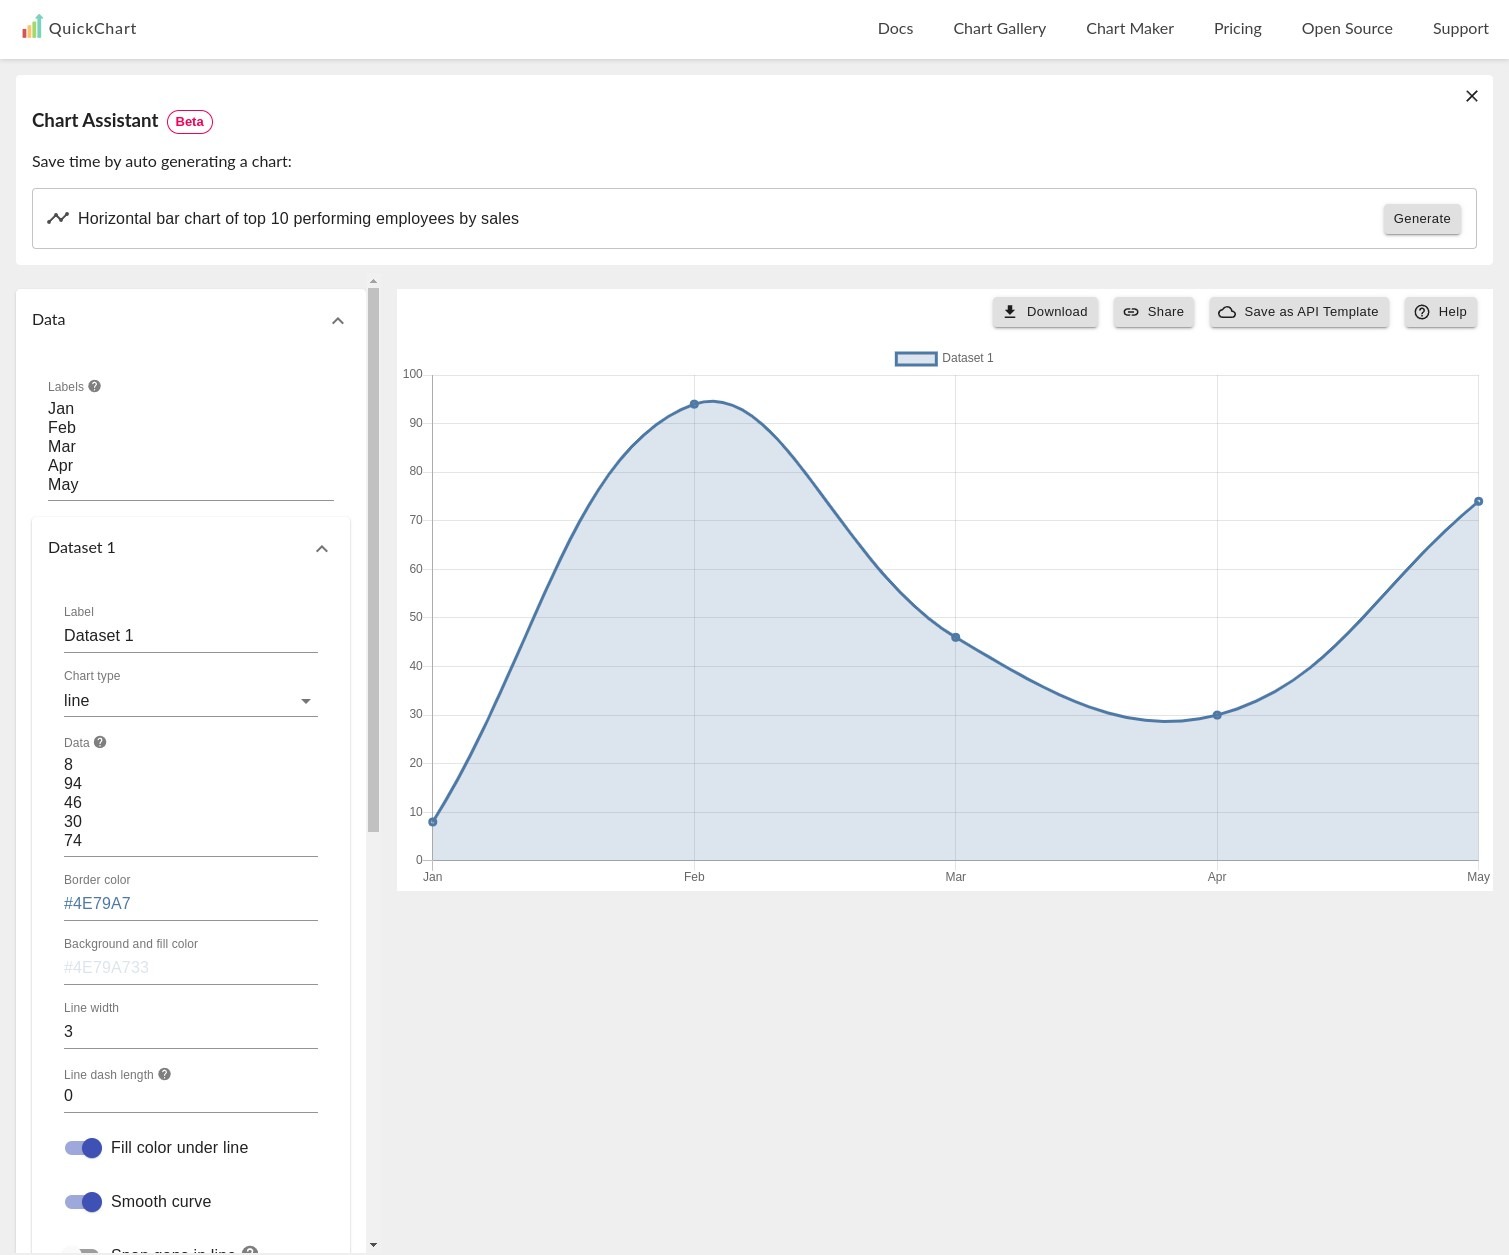 QuickChart
Docs
Chart Gallery
Chart Maker
Pricing
Open Source
Support
Chart Assistant Beta
Save time by auto generating a chart:
Horizontal bar chart of top 10 performing employees by sales
Generate
Data
Labels
Jan
Feb
Mar
Apr
May
Dataset 1
Label
Dataset 1
Chart type
line
Data
8
94
46
30
74
Border color
#4E79A7
Background and fill color
#4E79A733
Line width
3
Line dash length
0
Fill color under line
Smooth curve
Span gaps in line
Download
Share
Save as API Template
Help
Dataset 1
100
90
80
70
60
50
40
30
20
10
0
Jan
Feb
Mar
Apr
May